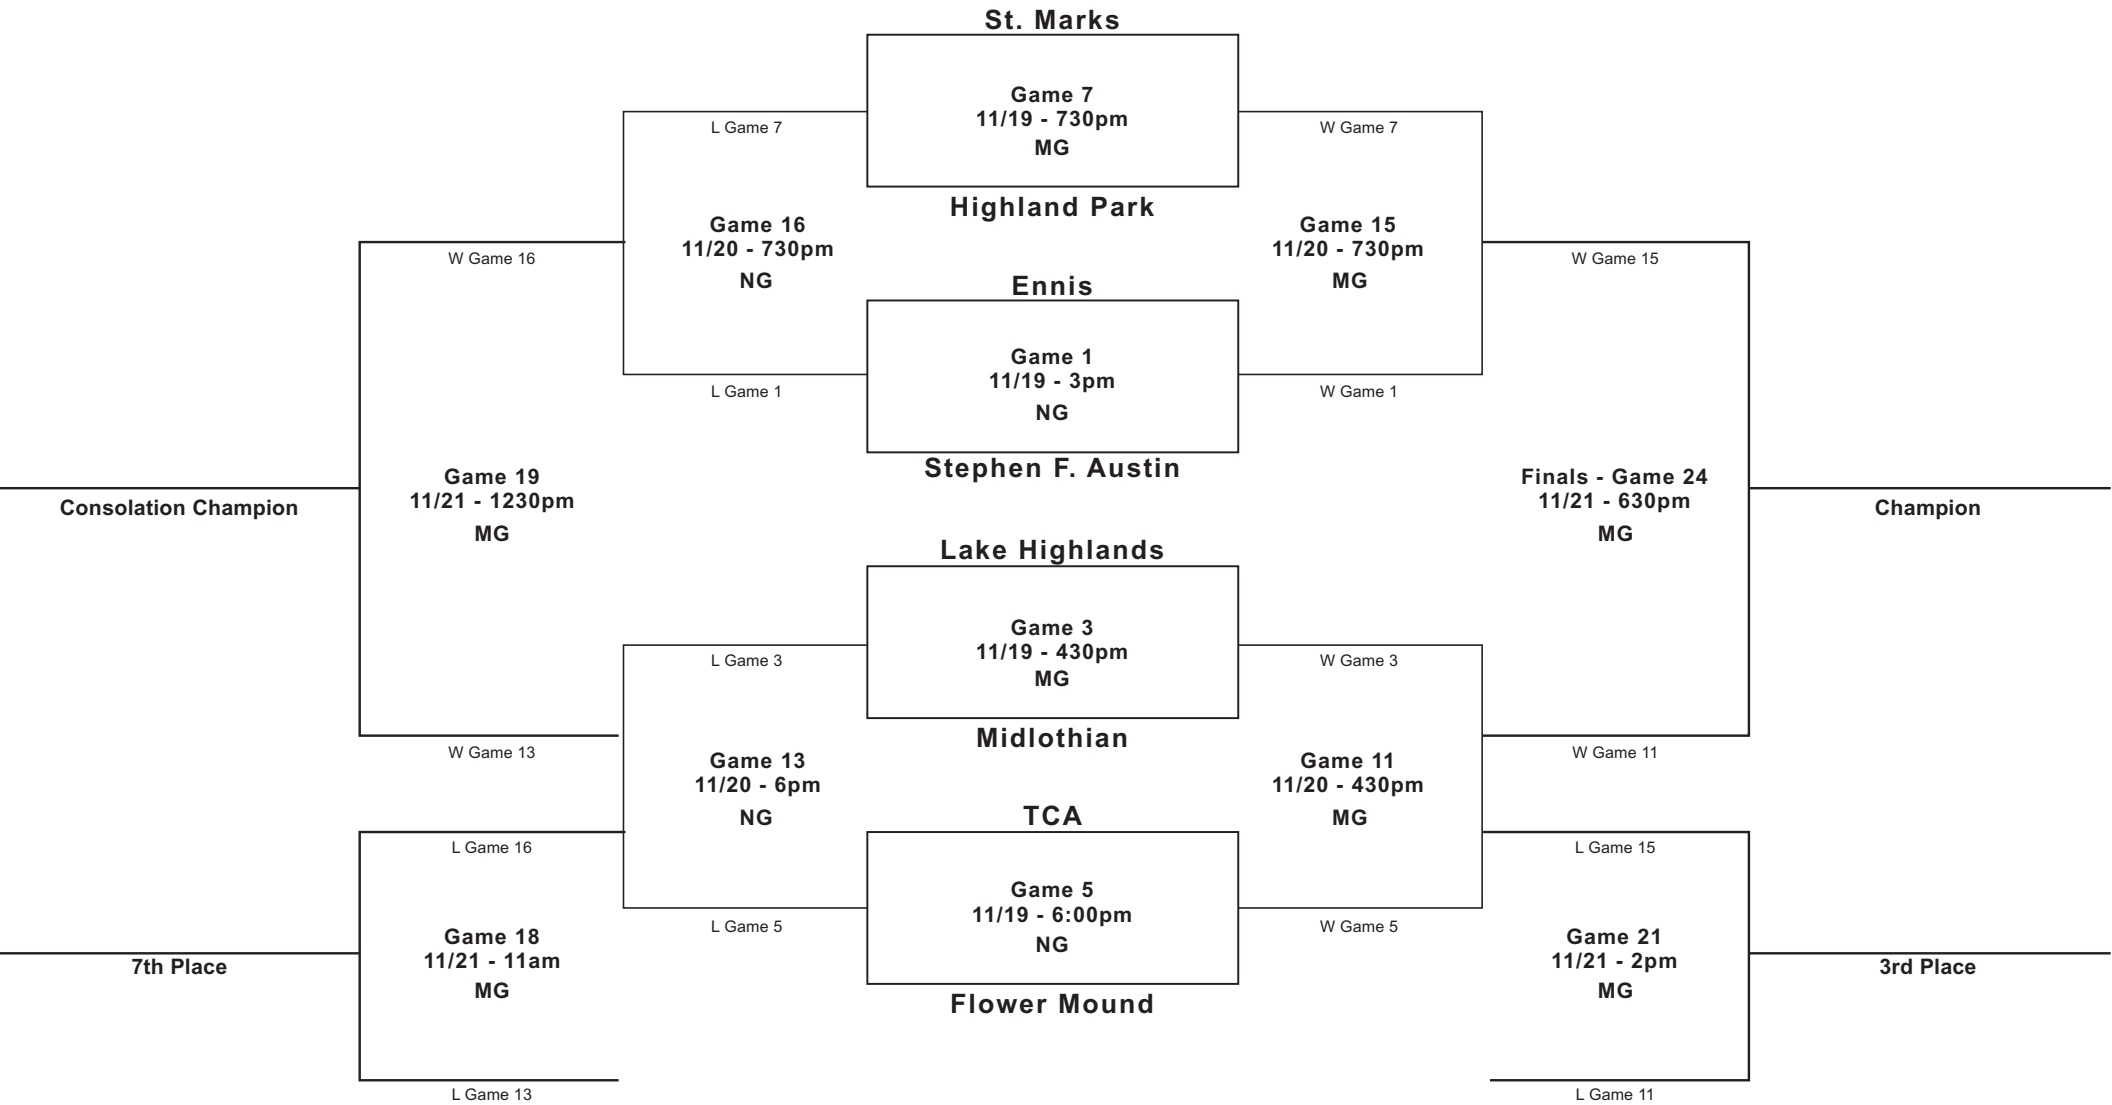 St. Marks
Game 7
11/19 - 730pm
MG
L Game 7
W Game 7
Highland Park
Game 16
11/20 - 730pm
NG
Game 15
11/20 - 730pm
MG
W Game 16
W Game 15
Ennis
Game 1
11/19 - 3pm
NG
L Game 1
W Game 1
Stephen F. Austin
Game 19
11/21 - 1230pm
MG
Finals - Game 24
11/21 - 630pm
MG
Consolation Champion
Champion
Lake Highlands
Game 3
11/19 - 430pm
MG
L Game 3
W Game 3
Midlothian
W Game 13
W Game 11
Game 13
11/20 - 6pm
NG
Game 11
11/20 - 430pm
MG
TCA
L Game 16
L Game 15
Game 5
11/19 - 6:00pm
NG
L Game 5
W Game 5
Game 18
11/21 - 11am
MG
Game 21
11/21 - 2pm
MG
7th Place
3rd Place
Flower Mound
L Game 13
L Game 11